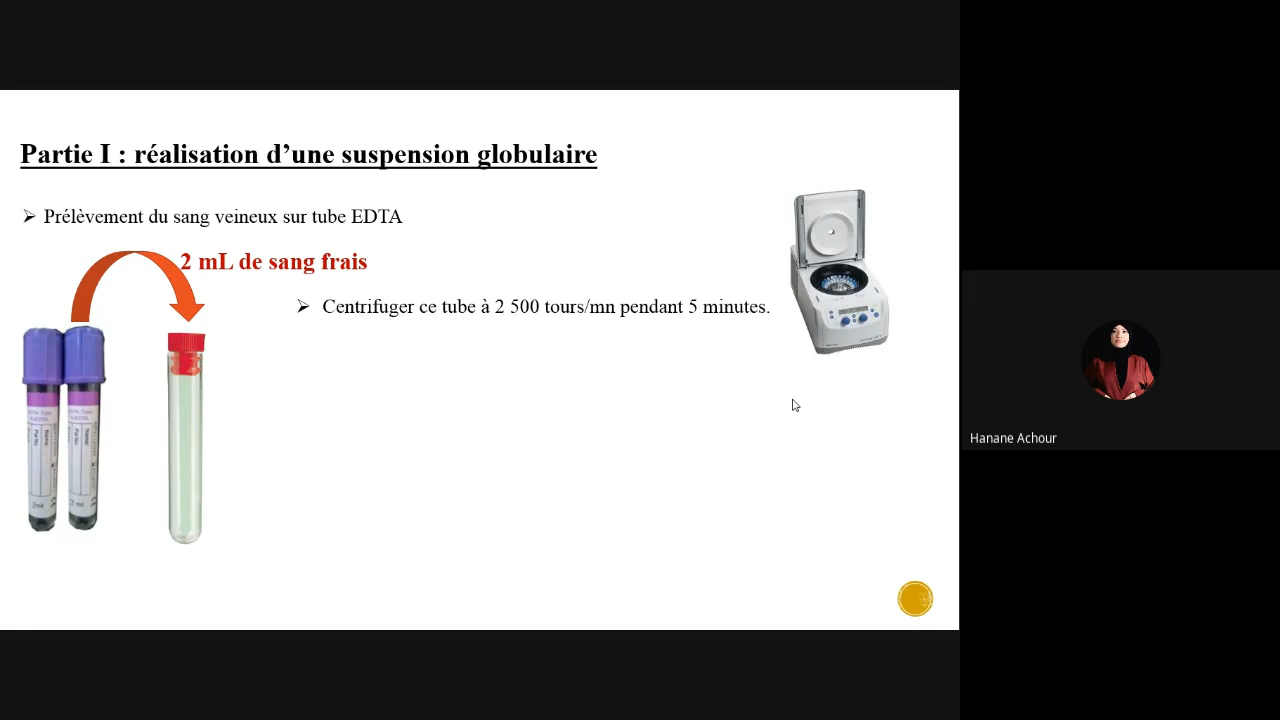 Partie I : réalisation d’une suspension globulaire
➢ Prélèvement du sang veineux sur tube EDTA
2 mL de sang frais
➢ Centrifuger ce tube à 2 500 tours/mn pendant 5 minutes.
Hanane Achour